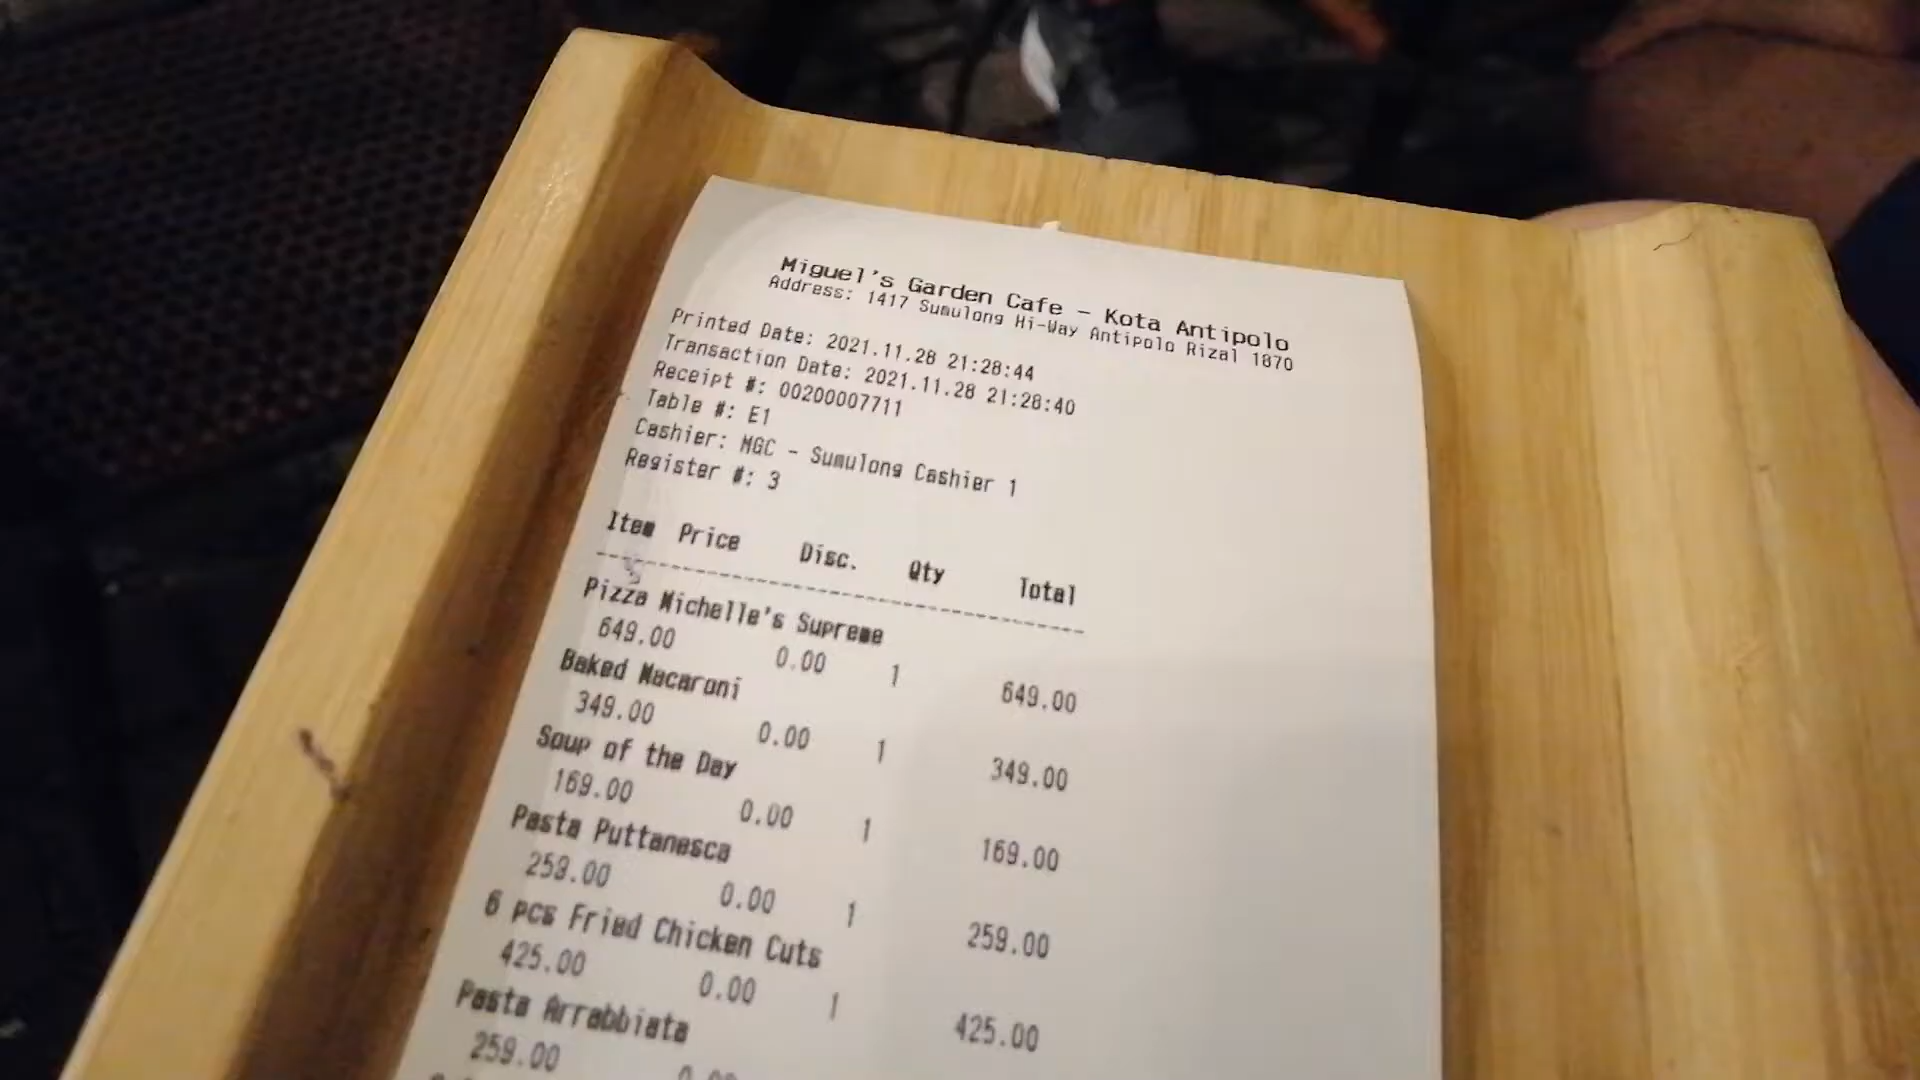 Miguel's Garden Cafe - Kota Antipolo
Address: 1417 Sumulong Hi-Way Antipolo Rizal 1870
Printed Date: 2021.11.28 21:28:44
Transaction Date: 2021.11.28 21:28:40
Receipt #: 00200007711
Table #: E1
Cashier: MGC - Sumulong Cashier 1
Register #: 3
Item Price Disc. Qty Total
Pizza Michelle's Supreme
649.00 0.00 1 649.00
Baked Macaroni
349.00 0.00 1 349.00
Soup of the Day
169.00 0.00 1 169.00
Pasta Puttanesca
259.00 0.00 1 259.00
6 pcs Fried Chicken Cuts
425.00 0.00 1 425.00
Pasta Arrabbiata
259.00